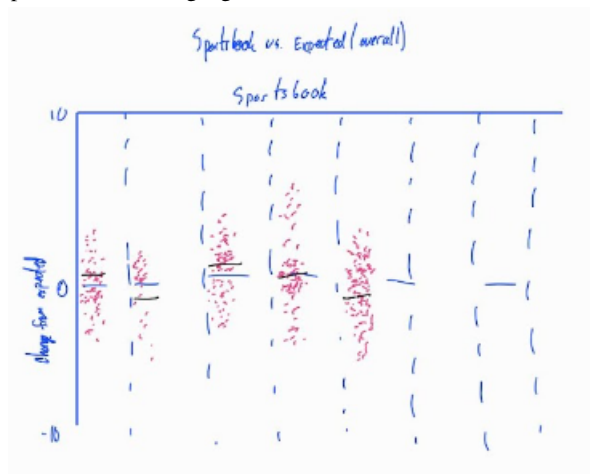 Sportsbook vs. Expected (overall)
Sportsbook
10
Change from expected
0
-10